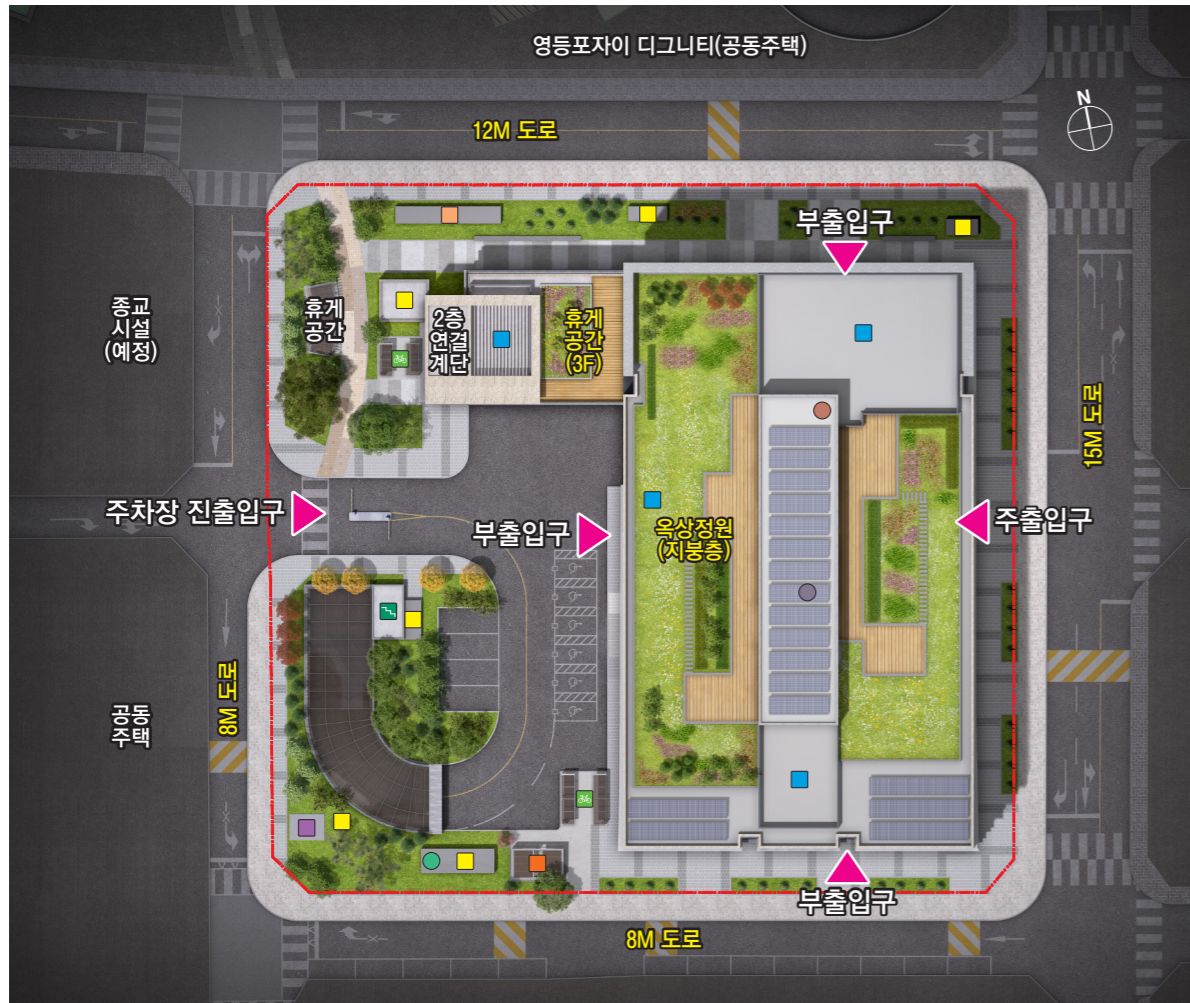 영등포자이 디그니티(공동주택)
12M 도로
N
부출입구
종교
시설
(예정)
휴게
공간
2층
연결
계단
휴게
공간
(3F)
15M 도로
주차장 진출입구
부출입구
옥상정원
(지붕층)
주출입구
8M 도로
공동
주택
부출입구
8M 도로